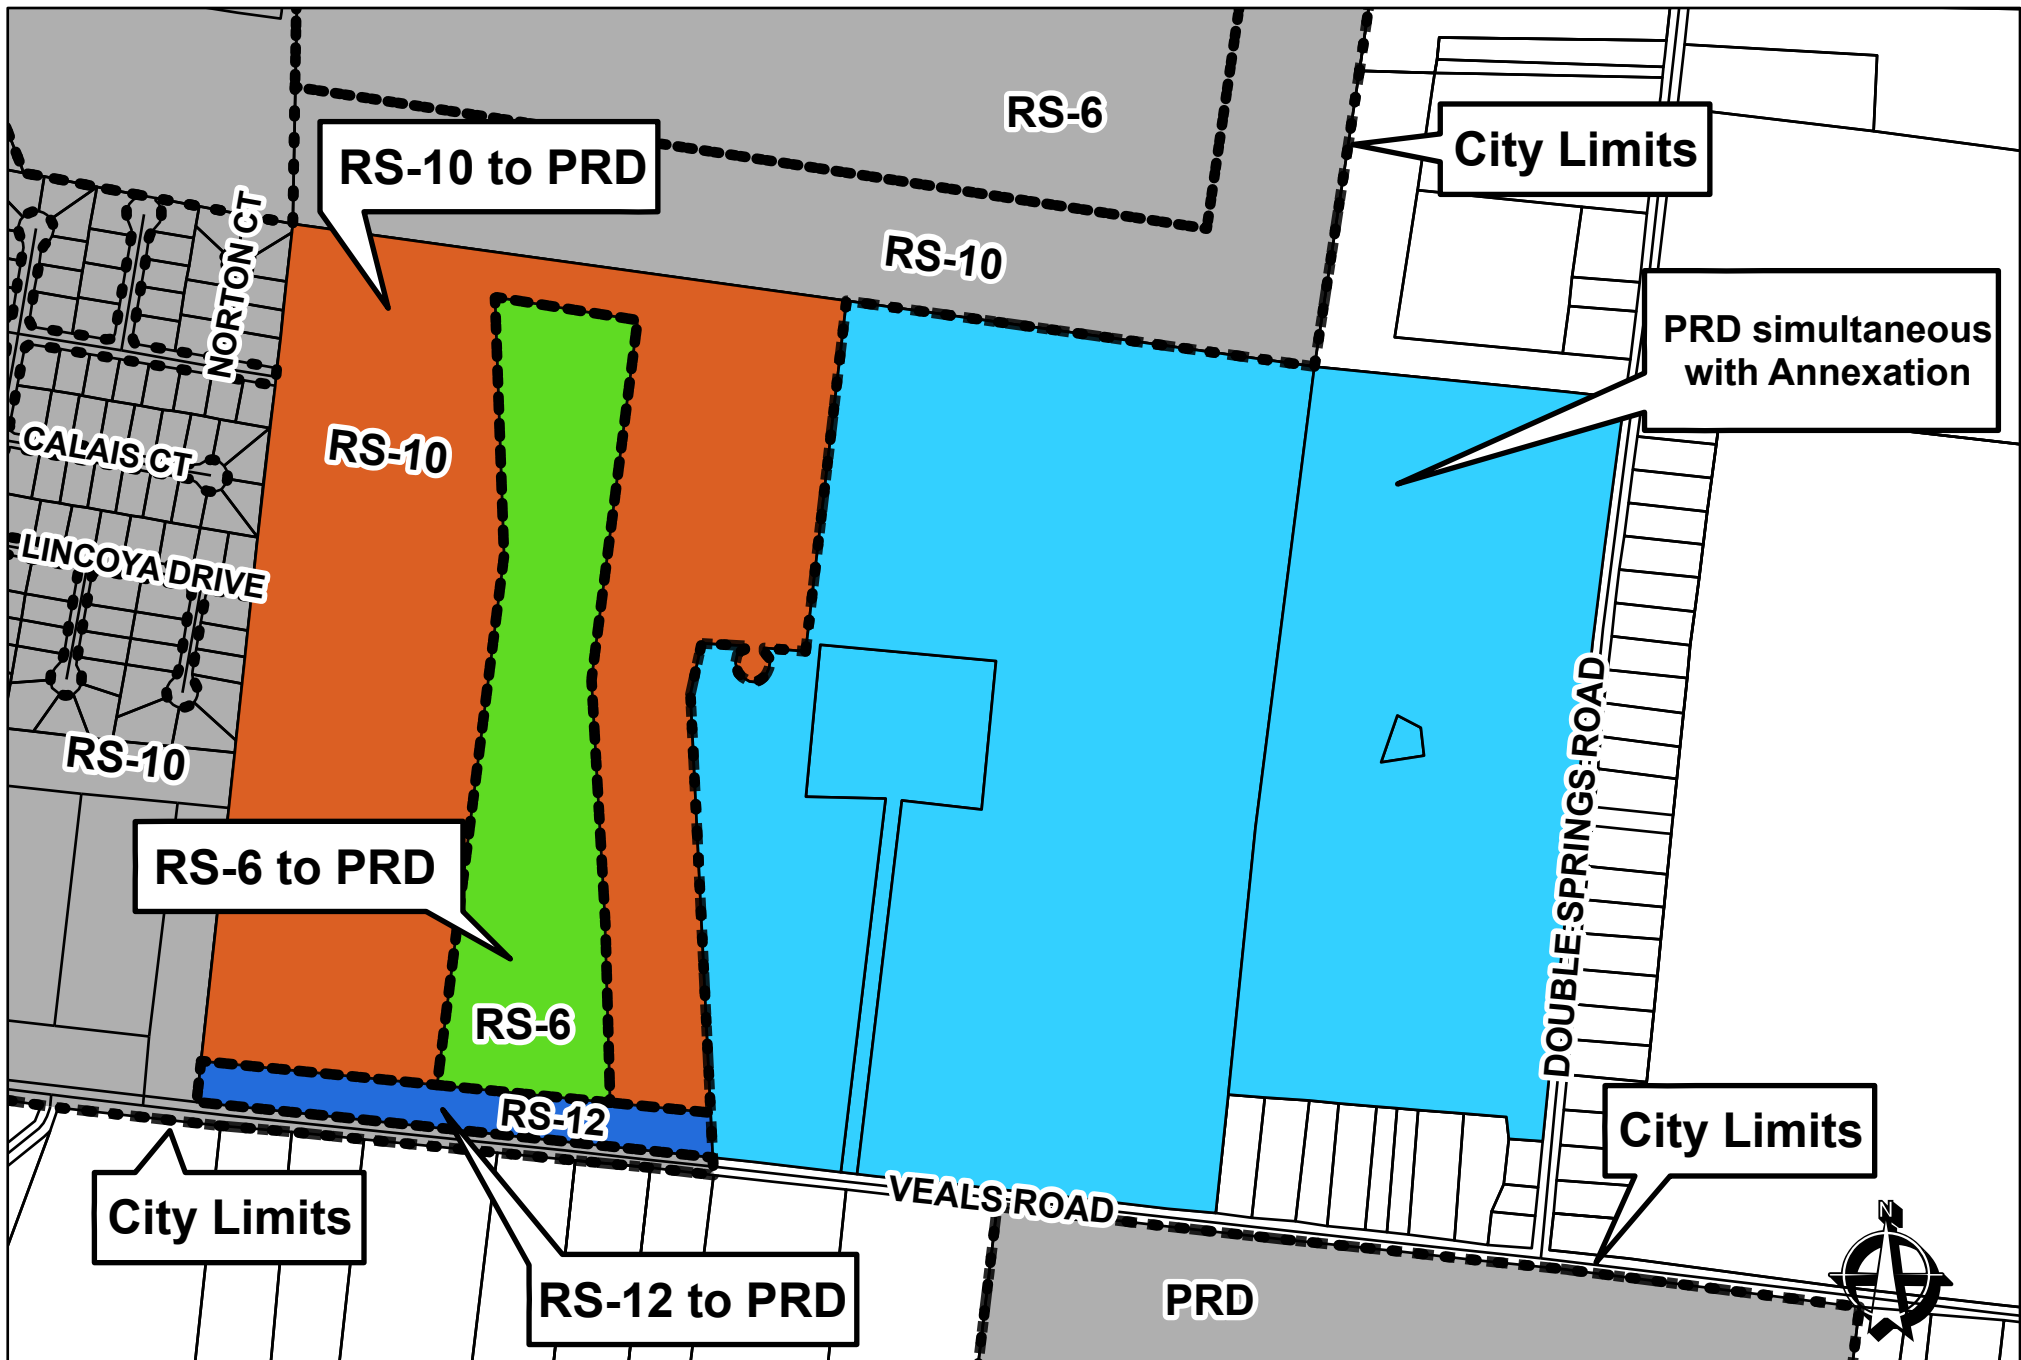 RS-6
City Limits
RS-10 to PRD
NORTON CT
RS-10
PRD simultaneous
with Annexation
RS-10
CALAIS CT
LINCOYA DRIVE
RS-10
DOUBLE SPRINGS ROAD
RS-6 to PRD
RS-6
RS-12
City Limits
City Limits
VEALS ROAD
RS-12 to PRD
PRD
N